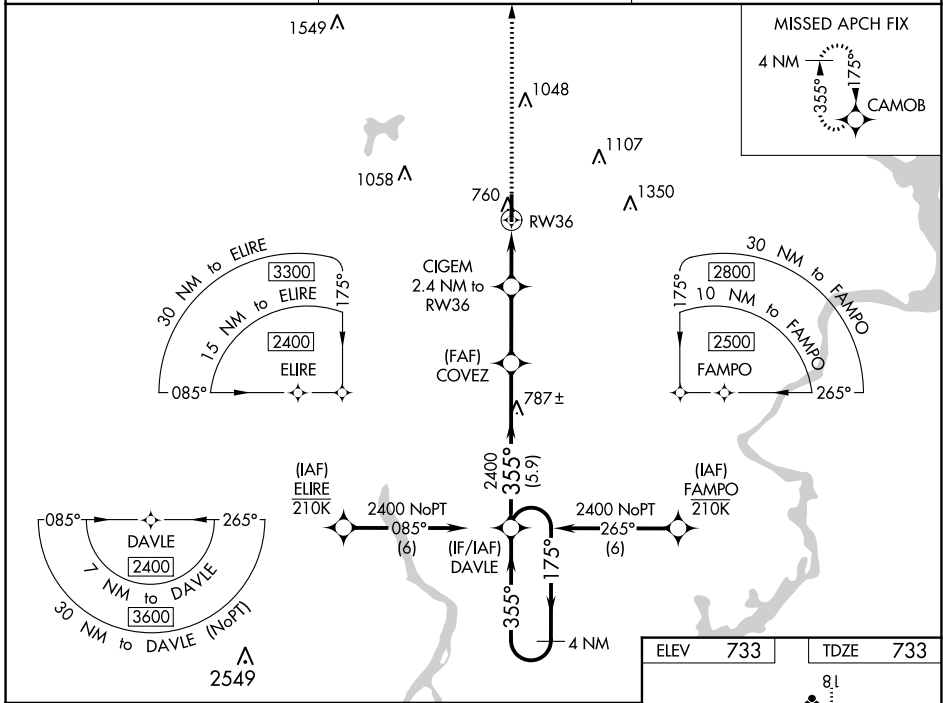 1549
MISSED APCH FIX
4 NM
355°
175°
CAMOB
1048
1107
1058
1350
760
RW36
CIGEM
2.4 NM to
RW36
30 NM to ELIRE
3300
175°
15 NM to ELIRE
2400
ELIRE
085°
30 NM to FAMPO
2800
175°
10 NM to FAMPO
2500
FAMPO
265°
(FAF)
COVEZ
787±
2400
355°
(5.9)
(IAF)
ELIRE
210K
2400 NoPT
085°
(6)
(IF/IAF)
DAVLE
2400 NoPT
265°
(6)
(IAF)
FAMPO
210K
355°
175°
4 NM
085°
265°
DAVLE
2400
7 NM to DAVLE
3600
30 NM to DAVLE (NoPT)
2549
ELEV 733
TDZE 733
18